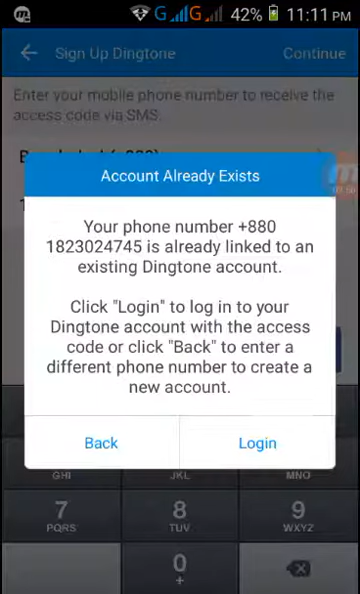 G G 42% 11:11 PM
Sign Up Dingtone Continue
Enter your mobile phone number to receive the
access code via SMS.
Account Already Exists
Your phone number +880
1823024745 is already linked to an
existing Dingtone account.
Click "Login" to log in to your
Dingtone account with the access
code or click "Back" to enter a
different phone number to create a
new account.
Back Login
GHI JKL MNO
7 8 9
PQRS TUV WXYZ
0
+